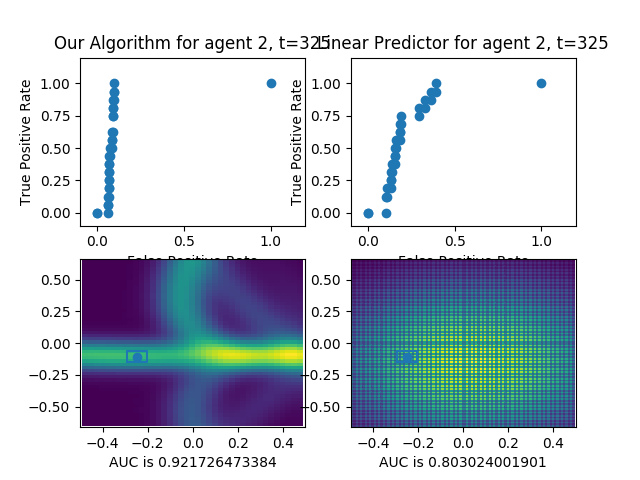 Our Algorithm for agent 2, t=325
Linear Predictor for agent 2, t=325
True Positive Rate
1.00
0.75
0.50
0.25
0.00
0.0 0.5 1.0
False Positive Rate
True Positive Rate
1.00
0.75
0.50
0.25
0.00
0.0 0.5 1.0
False Positive Rate
0.50
0.25
0.00
−0.25
−0.50
−0.4 −0.2 0.0 0.2 0.4
AUC is 0.921726473384
0.50
0.25
0.00
−0.25
−0.50
−0.4 −0.2 0.0 0.2 0.4
AUC is 0.803024001901